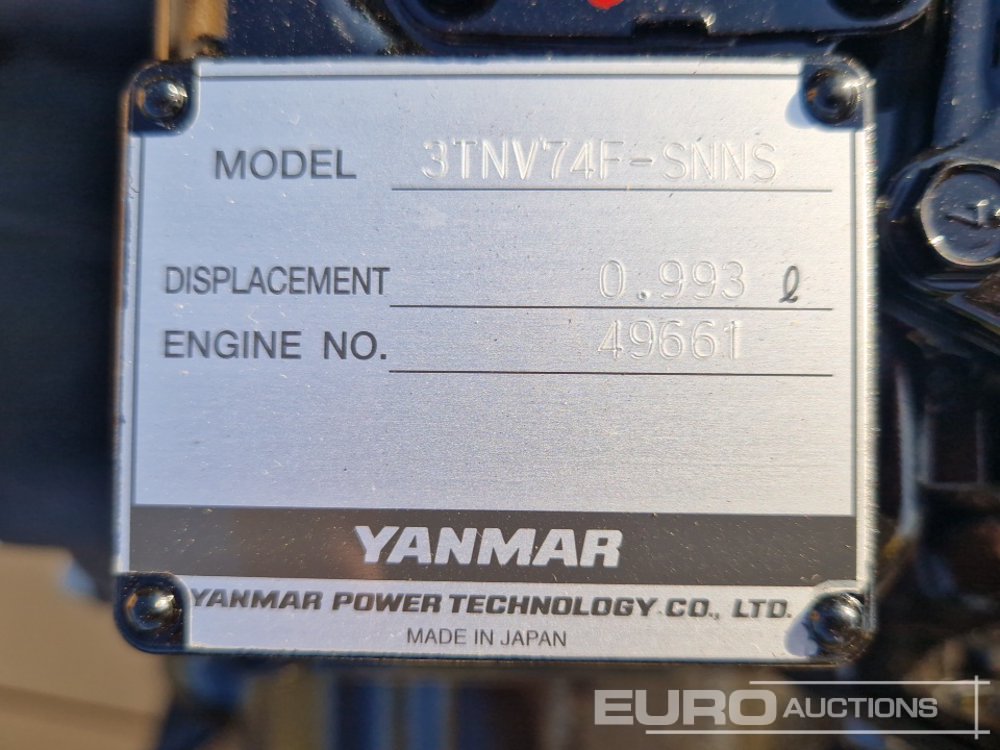 MODEL 3TNV74F-SNNS
DISPLACEMENT 0.993 ℓ
ENGINE NO. 49661
YANMAR
YANMAR POWER TECHNOLOGY CO., LTD.
MADE IN JAPAN
EURO AUCTIONS